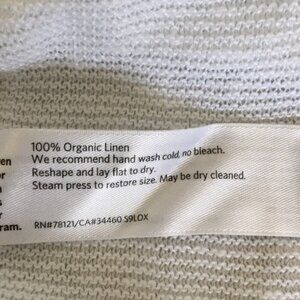 100% Organic Linen
We recommend hand wash cold, no bleach.
Reshape and lay flat to dry.
Steam press to restore size. May be dry cleaned.
RN#78121/CA#34460 S9LOX
ram.